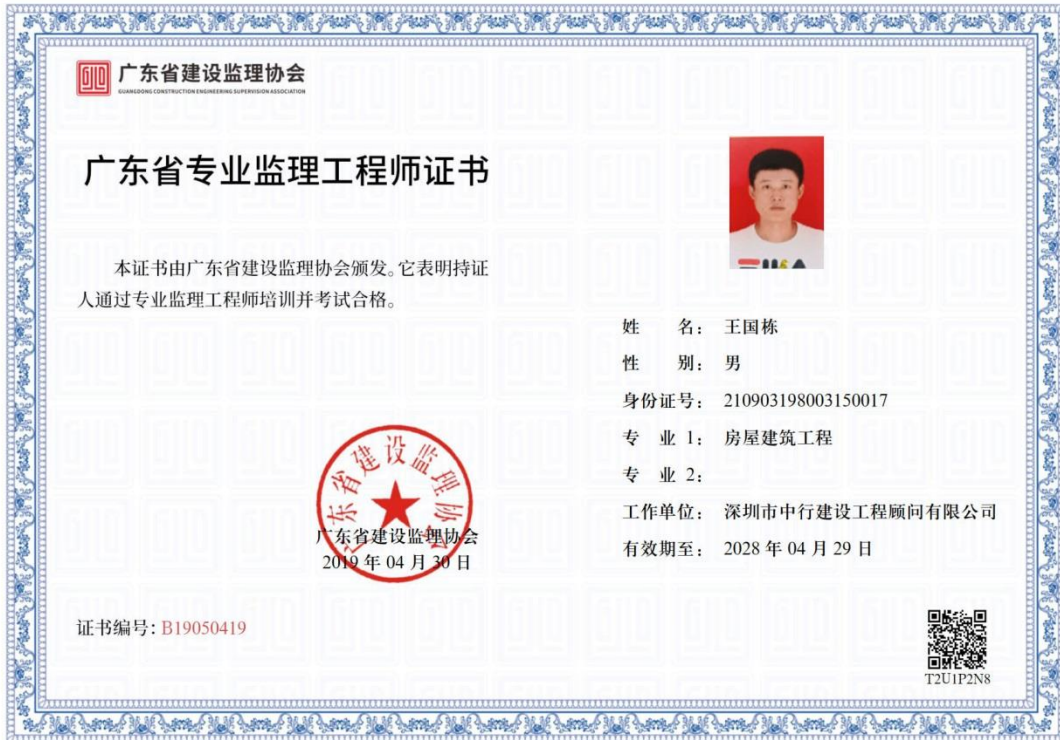 广东省建设监理协会
GUANGDONG CONSTRUCTION ENGINEERING SUPERVISION ASSOCIATION
广东省专业监理工程师证书
本证书由广东省建设监理协会颁发。它表明持证
人通过专业监理工程师培训并考试合格。
姓 名： 王国栋
性 别： 男
身份证号： 210903198003150017
专 业 1： 房屋建筑工程
专 业 2：
工作单位： 深圳市中行建设工程顾问有限公司
有效期至： 2028 年 04 月 29 日
广东省建设监理协会
广东省建设监理协会
2019 年 04 月 30 日
证书编号：B19050419
T2U1P2N8